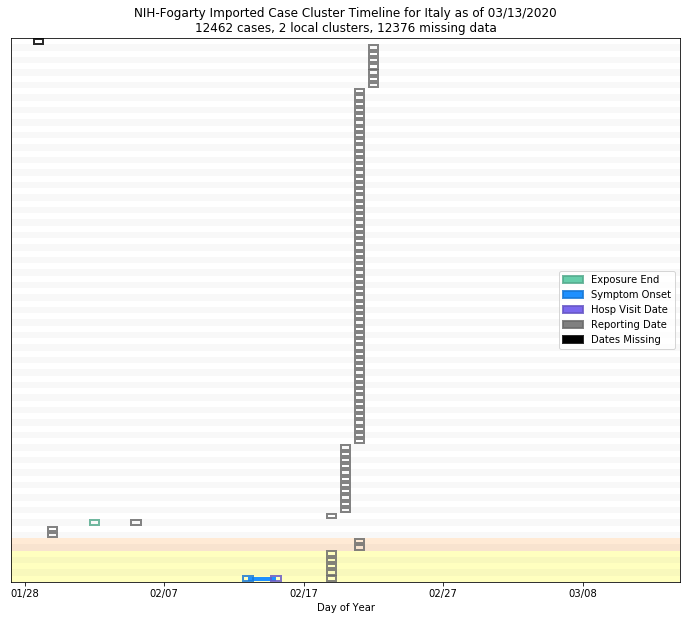 NIH-Fogarty Imported Case Cluster Timeline for Italy as of 03/13/2020
12462 cases, 2 local clusters, 12376 missing data
Exposure End
Symptom Onset
Hosp Visit Date
Reporting Date
Dates Missing
01/28
02/07
02/17
02/27
03/08
Day of Year